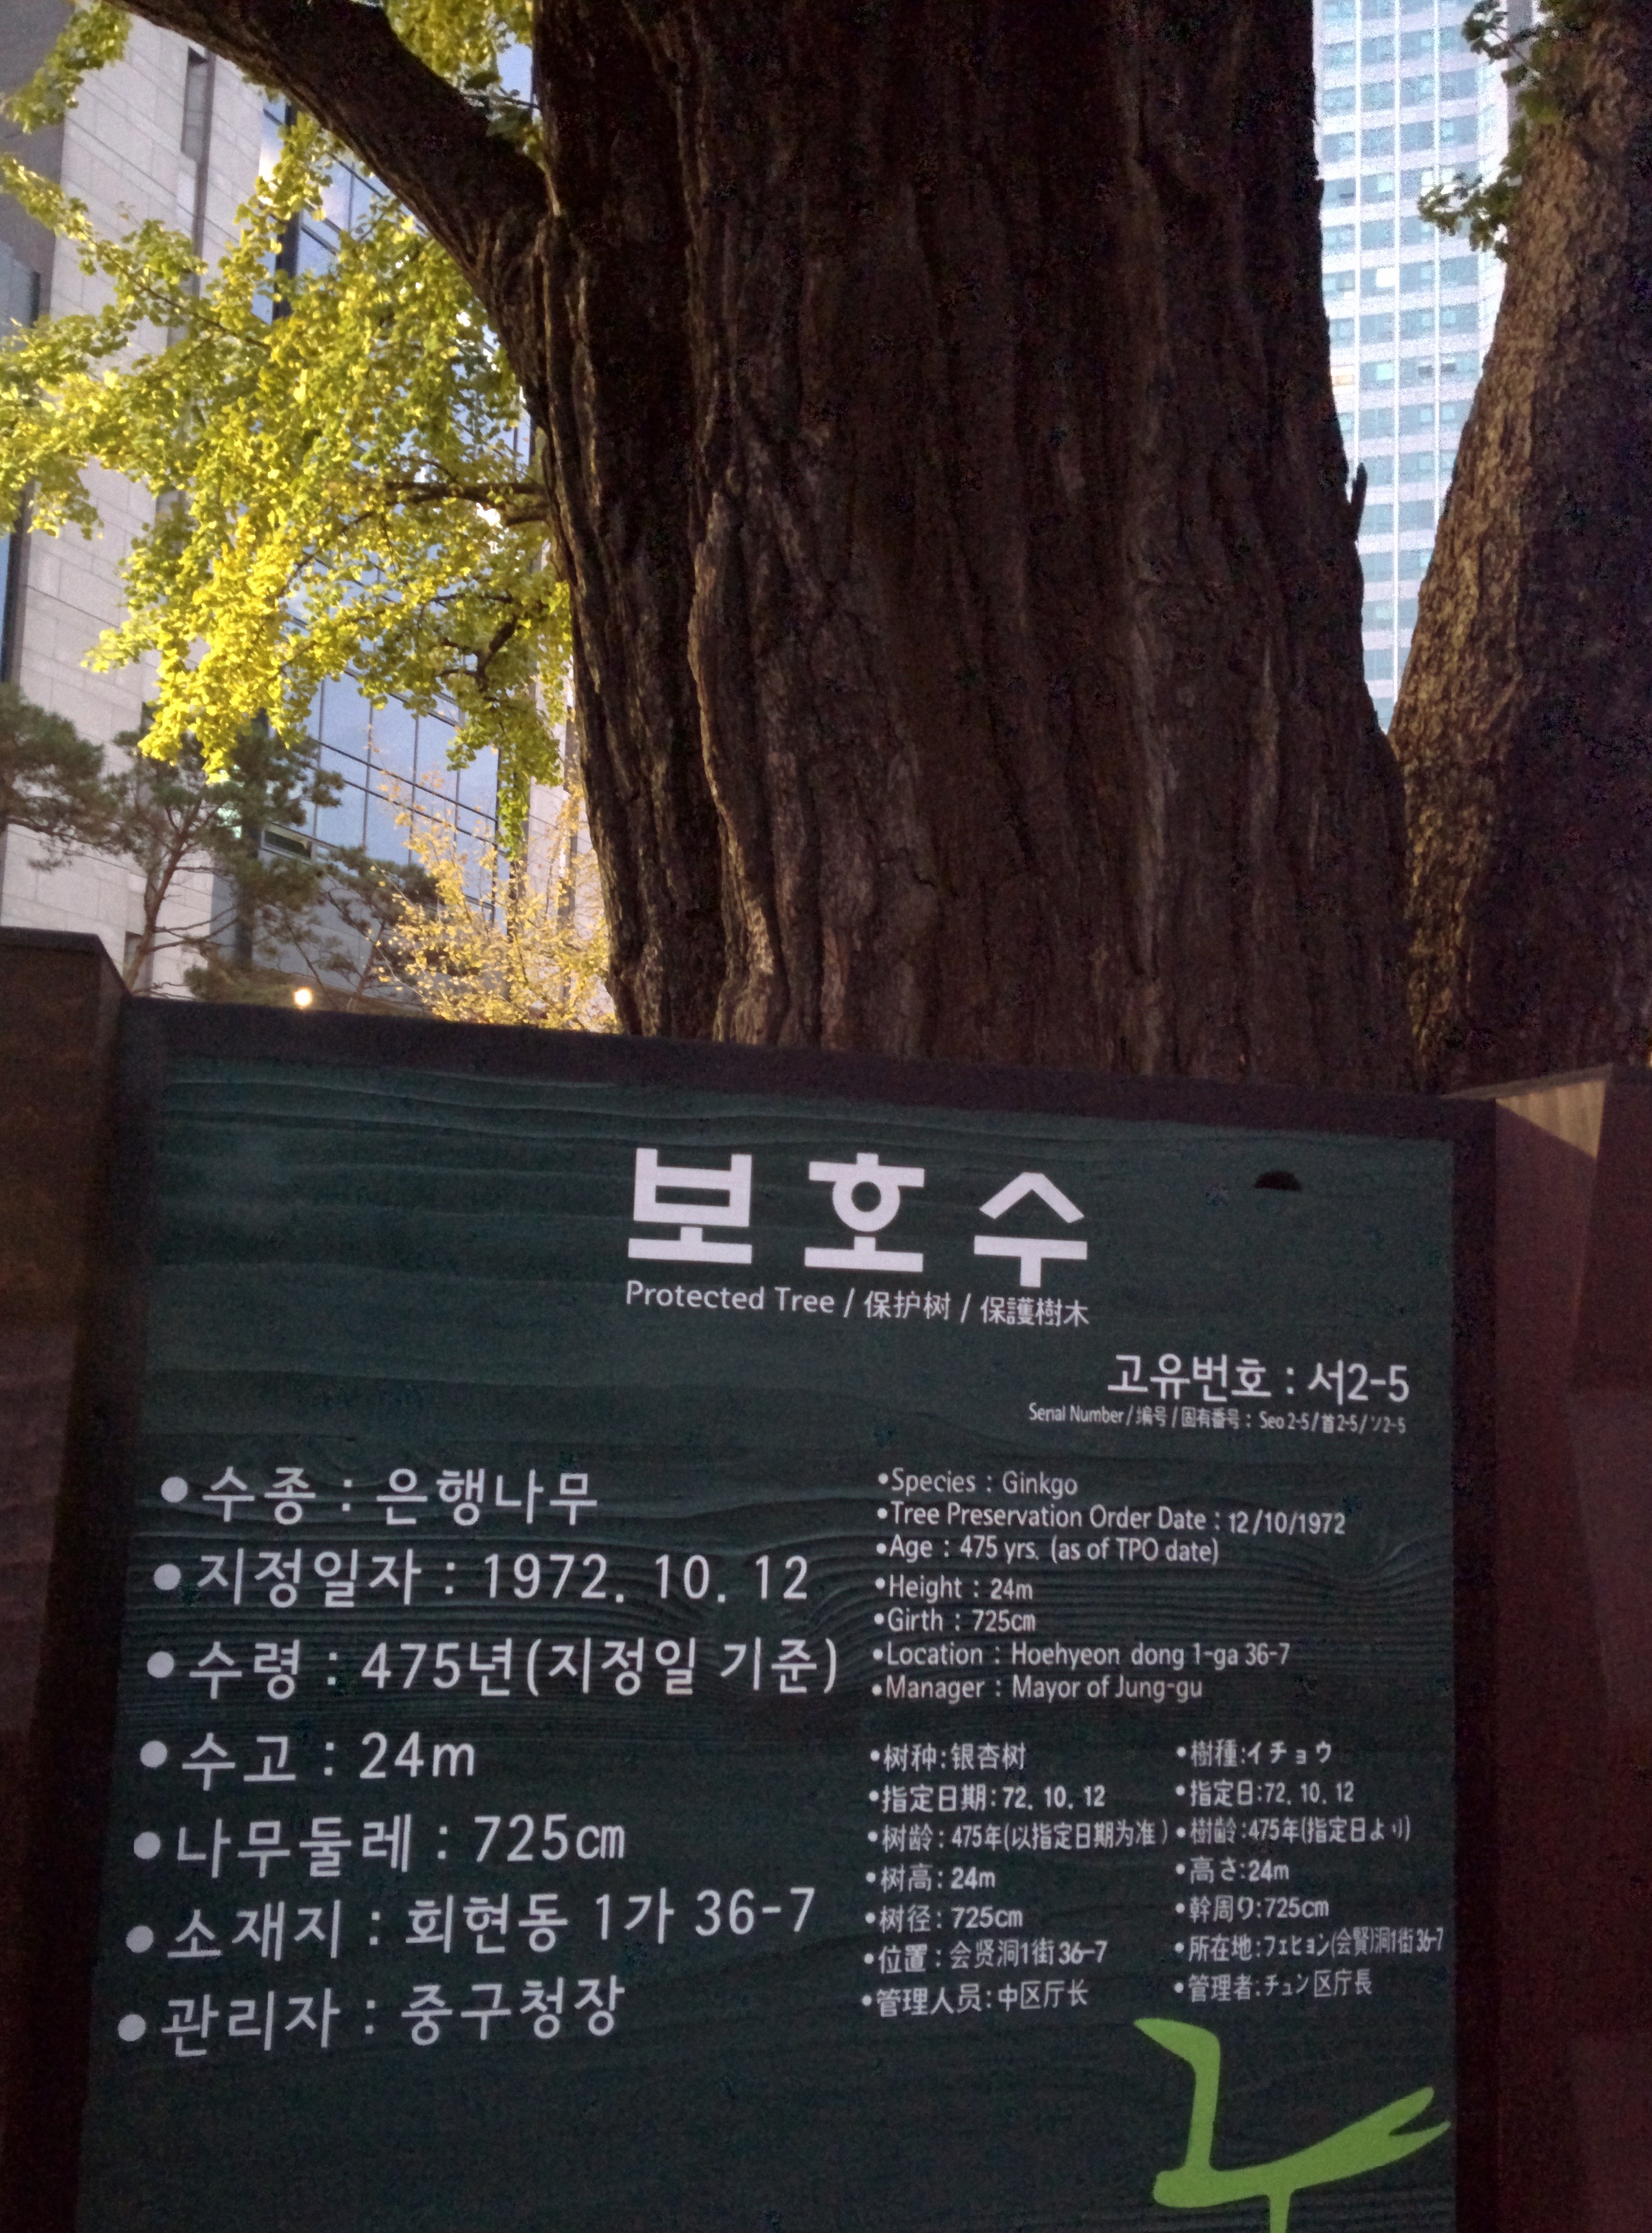 보호수
Protected Tree / 保护树 / 保護樹木
고유번호 : 서2-5
Serial Number / 编号 / 固有番号 : Seo 2-5 / 首2-5 / ソ2-5
•수종 : 은행나무
•지정일자 : 1972. 10. 12
•수령 : 475년(지정일 기준)
•수고 : 24m
•나무둘레 : 725㎝
•소재지 : 회현동 1가 36-7
•관리자 : 중구청장
•Species : Ginkgo
•Tree Preservation Order Date : 12/10/1972
•Age : 475 yrs. (as of TPO date)
•Height : 24m
•Girth : 725㎝
•Location : Hoehyeon dong 1-ga 36-7
•Manager : Mayor of Jung-gu
•树种:银杏树
•指定日期:72. 10. 12
•树龄:475年(以指定日期为准)
•树高:24m
•树径:725cm
•位置:会贤洞1街36-7
•管理人员:中区厅长
•樹種:イチョウ
•指定日:72. 10. 12
•樹齢:475年(指定日より)
•高さ:24m
•幹周り:725cm
•所在地:フェヒョン(会賢)洞1街36-7
•管理者:チュン区庁長